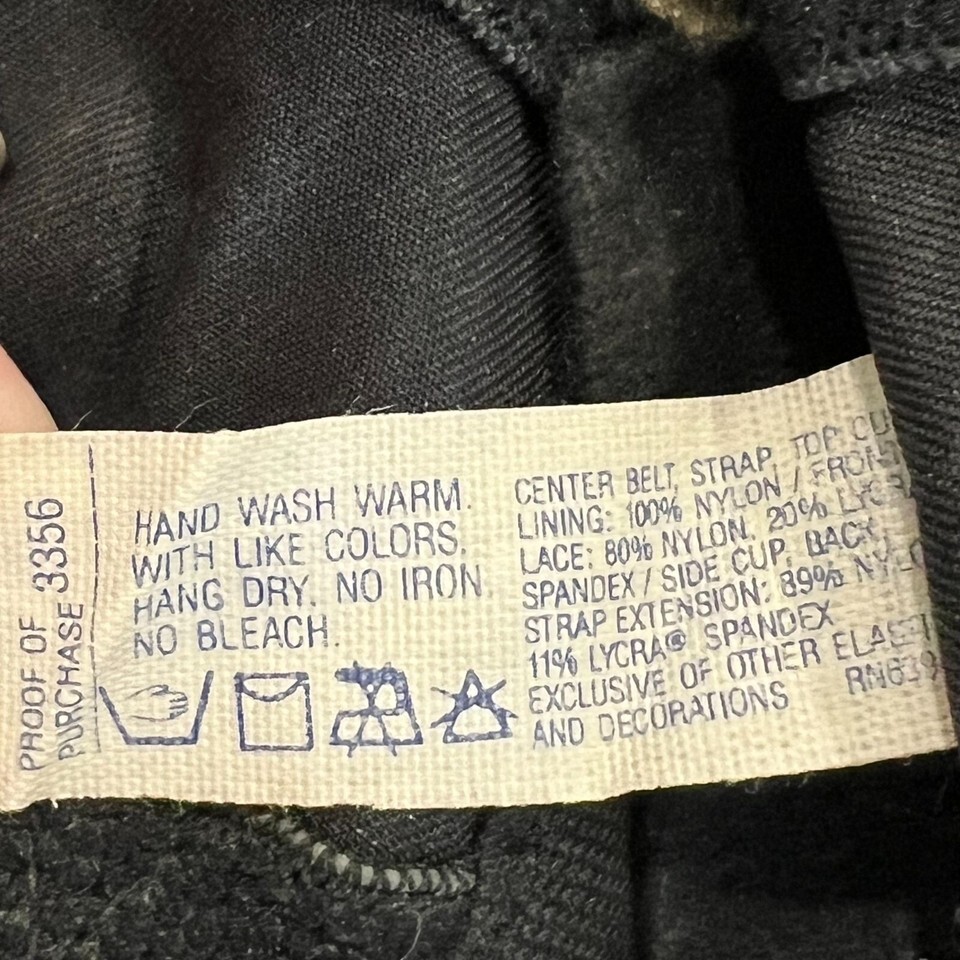 PROOF OF
PURCHASE 3356
HAND WASH WARM.
WITH LIKE COLORS.
HANG DRY. NO IRON
NO BLEACH.
CENTER BELT, STRAP, TOP
LINING: 100% NYLON / FRONT
LACE: 80% NYLON, 20%
SPANDEX / SIDE CUP, BACK,
STRAP EXTENSION: 89%
11% LYCRA® SPANDEX
EXCLUSIVE OF OTHER
AND DECORATIONS